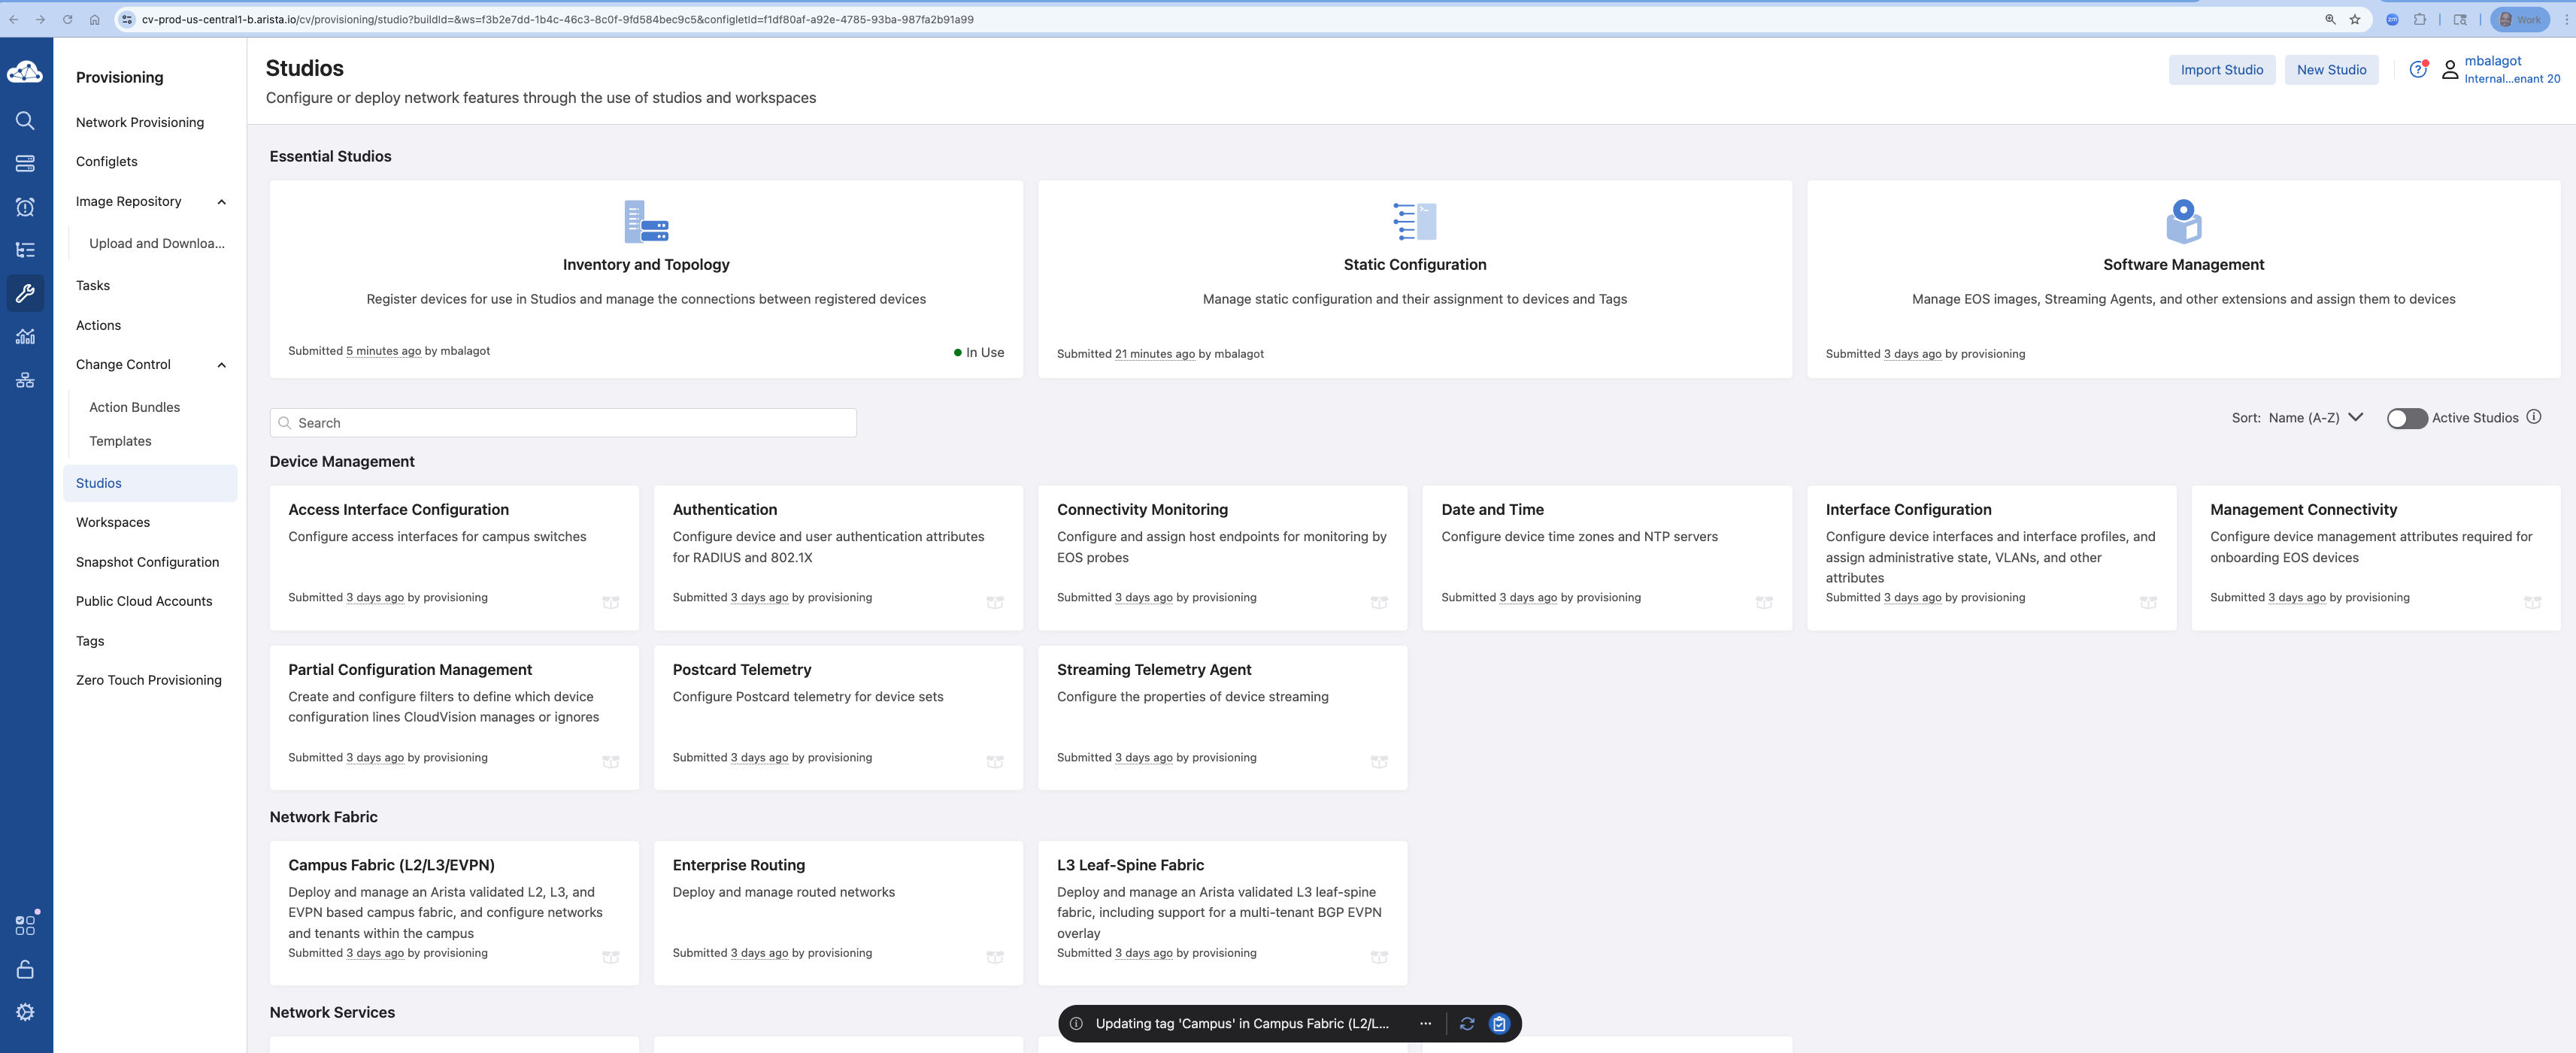 cv-prod-us-central1-b.arista.io/cv/provisioning/studio?buildId=&ws=f3b2e7dd-1b4c-46c3-8c0f-9fd584bec9c5&configletId=f1df80af-a92e-4785-93ba-987fa2b91a99
zm
Work
Provisioning
Network Provisioning
Configlets
Image Repository
Upload and Downloa...
Tasks
Actions
Change Control
Action Bundles
Templates
Studios
Workspaces
Snapshot Configuration
Public Cloud Accounts
Tags
Zero Touch Provisioning
Studios
Configure or deploy network features through the use of studios and workspaces
Import Studio
New Studio
mbalagot
Internal...enant 20
Essential Studios
Inventory and Topology
Register devices for use in Studios and manage the connections between registered devices
Submitted 5 minutes ago by mbalagot
In Use
Static Configuration
Manage static configuration and their assignment to devices and Tags
Submitted 21 minutes ago by mbalagot
Software Management
Manage EOS images, Streaming Agents, and other extensions and assign them to devices
Submitted 3 days ago by provisioning
Search
Sort: Name (A-Z)
Active Studios
Device Management
Access Interface Configuration
Configure access interfaces for campus switches
Submitted 3 days ago by provisioning
Authentication
Configure device and user authentication attributes
for RADIUS and 802.1X
Submitted 3 days ago by provisioning
Connectivity Monitoring
Configure and assign host endpoints for monitoring by
EOS probes
Submitted 3 days ago by provisioning
Date and Time
Configure device time zones and NTP servers
Submitted 3 days ago by provisioning
Interface Configuration
Configure device interfaces and interface profiles, and
assign administrative state, VLANs, and other
attributes
Submitted 3 days ago by provisioning
Management Connectivity
Configure device management attributes required for
onboarding EOS devices
Submitted 3 days ago by provisioning
Partial Configuration Management
Create and configure filters to define which device
configuration lines CloudVision manages or ignores
Submitted 3 days ago by provisioning
Postcard Telemetry
Configure Postcard telemetry for device sets
Submitted 3 days ago by provisioning
Streaming Telemetry Agent
Configure the properties of device streaming
Submitted 3 days ago by provisioning
Network Fabric
Campus Fabric (L2/L3/EVPN)
Deploy and manage an Arista validated L2, L3, and
EVPN based campus fabric, and configure networks
and tenants within the campus
Submitted 3 days ago by provisioning
Enterprise Routing
Deploy and manage routed networks
Submitted 3 days ago by provisioning
L3 Leaf-Spine Fabric
Deploy and manage an Arista validated L3 leaf-spine
fabric, including support for a multi-tenant BGP EVPN
overlay
Submitted 3 days ago by provisioning
Network Services
Updating tag 'Campus' in Campus Fabric (L2/L...